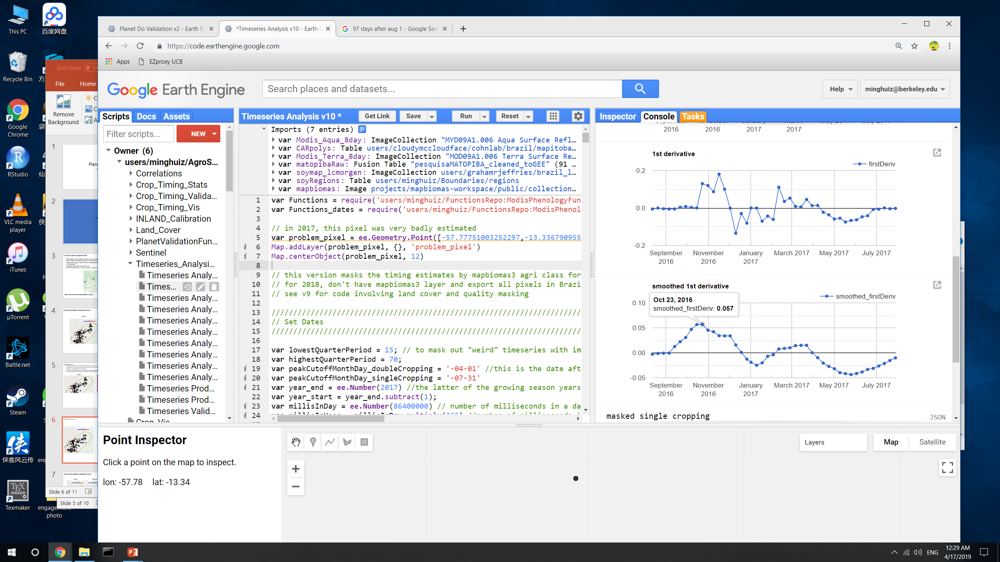 This PC
百度网盘
Recycle Bin
Google Chrome
RStudio
VLC media player
iTunes
µTorrent
Battle.net
Steam
侠客风云传
Texmaker
engagement photo
AutoSave
File
Home
Remove Background
1
2
3
4
5
6
7
Slide 6 of 11
Slide 5 of 10
Planet Do Validation v2 - Earth En
*Timeseries Analysis v10 - Earth E
97 days after aug 1 - Google Sea
https://code.earthengine.google.com
Apps
EZproxy UCB
Google Earth Engine
Search places and datasets...
Help
minghuiz@berkeley.edu
Scripts
Docs
Assets
Filter scripts...
NEW
Owner (6)
users/minghuiz/AgroS...
Correlations
Crop_Timing_Stats
Crop_Timing_Valida...
Crop_Timing_Vis
INLAND_Calibration
Land_Cover
PlanetValidationFun...
Sentinel
Timeseries_Analysi...
Timeseries Analy...
Times...
Timeseries Analy...
Timeseries Analy...
Timeseries Analy...
Timeseries Analy...
Timeseries Analy...
Timeseries Analy...
Timeseries Analy...
Timeseries Analy...
Timeseries Prod...
Timeseries Prod...
Timeseries Valid...
Crop_Vis
Timeseries Analysis v10 *
Get Link
Save
Run
Reset
Imports (7 entries)
var Modis_Aqua_8day: ImageCollection "MYD09A1.006 Aqua Surface Refl…
var CARpolys: Table users/cloudymccloudface/cohnlab/brazil/mapitoba…
var Modis_Terra_8day: ImageCollection "MOD09A1.006 Terra Surface Re…
var matopibaRaw: Fusion Table "pesquisaMATOPIBA_cleaned_toGEE" (91 …
var soymap_lcmorgen: ImageCollection users/grahamrjeffries/brazil_l…
var soyRegions: Table users/minghuiz/Boundaries/regions
var mapbiomas: Image projects/mapbiomas-workspace/public/collection…
1 var Functions = require('users/minghuiz/FunctionsRepo:ModisPhenologyFun
2 var Functions_dates = require('users/minghuiz/FunctionsRepo:ModisPhenol
3
4 // in 2017, this pixel was very badly estimated
5 var problem_pixel = ee.Geometry.Point([-57.77751003252297,-13.336790955
6 Map.addLayer(problem_pixel, {}, 'problem_pixel')
7 Map.centerObject(problem_pixel, 12)
8
9 // this version masks the timing estimates by mapbiomas3 agri class for
10 // for 2018, don't have mapbiomas3 layer and export all pixels in Brazi
11 // see v9 for code involving land cover and quality masking
12
13 ///////////////////////////////////////////////////////////////////////
14 // Set Dates
15 ///////////////////////////////////////////////////////////////////////
16
17 var lowestQuarterPeriod = 15; // to mask out "weird" timeseries with im
18 var highestQuarterPeriod = 70;
19 var peakCutoffMonthDay_doubleCropping = '-04-01' //this is the date aft
20 var peakCutoffMonthDay_singleCropping = '-07-31'
21 var year_end = ee.Number(2017) //the latter of the growing season years
22 var year_start = year_end.subtract(1);
23 var millisInDay = ee.Number(86400000) // number of milliseconds in a da
24
Inspector
Console
Tasks
2016
2016
2017
2017
1st derivative
firstDeriv
0.2
0.0
-0.2
September 2016
November 2016
January 2017
March 2017
May 2017
July 2017
smoothed 1st derivative
smoothed_firstDeriv
Oct 23, 2016
smoothed_firstDeriv: 0.057
0.10
0.05
0.00
-0.05
September 2016
November 2016
January 2017
March 2017
May 2017
July 2017
masked single cropping
JSON
Point Inspector
Click a point on the map to inspect.
lon: -57.78 lat: -13.34
Layers
Map
Satellite
ENG
12:29 AM
4/17/2019